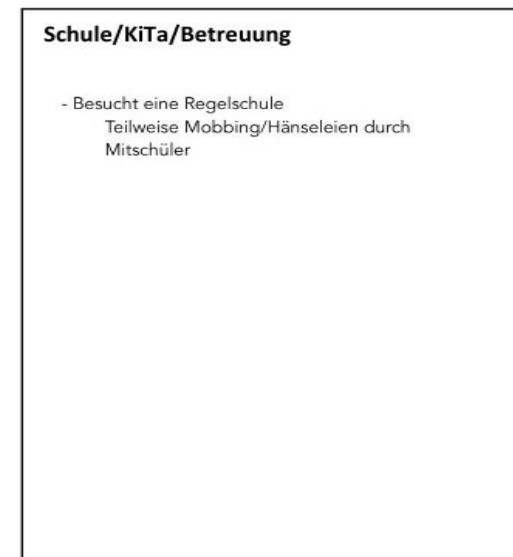 Schule/KiTa/Betreuung
- Besucht eine Regelschule
Teilweise Mobbing/Hänseleien durch
Mitschüler